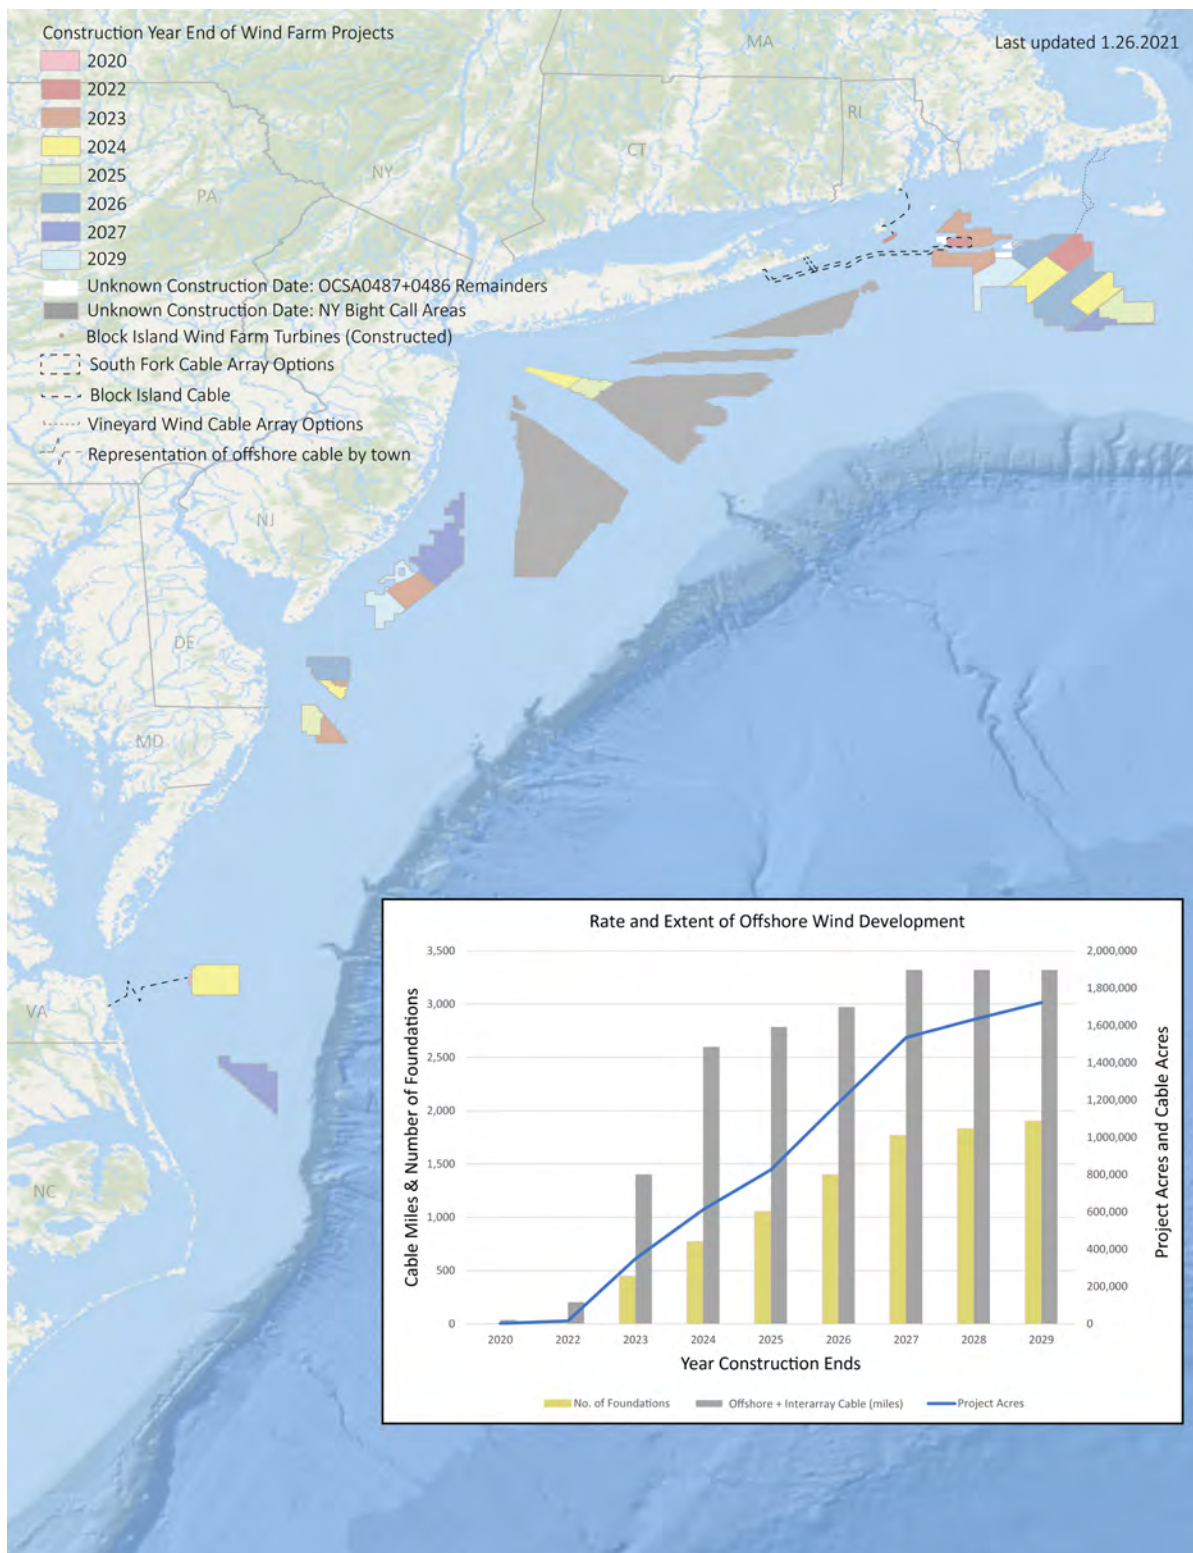 Construction Year End of Wind Farm Projects
Last updated 1.26.2021
2020
2022
2023
2024
2025
2026
2027
2029
Unknown Construction Date: OCSA0487+0486 Remainders
Unknown Construction Date: NY Bight Call Areas
Block Island Wind Farm Turbines (Constructed)
South Fork Cable Array Options
Block Island Cable
Vineyard Wind Cable Array Options
Representation of offshore cable by town
MA
RI
CT
NY
PA
NJ
DE
MD
VA
NC
Rate and Extent of Offshore Wind Development
Cable Miles & Number of Foundations
3,500
3,000
2,500
2,000
1,500
1,000
500
0
2,000,000
1,800,000
1,600,000
1,400,000
1,200,000
1,000,000
800,000
600,000
400,000
200,000
0
Project Acres and Cable Acres
2020 2022 2023 2024 2025 2026 2027 2028 2029
Year Construction Ends
No. of Foundations Offshore + Interarray Cable (miles) Project Acres